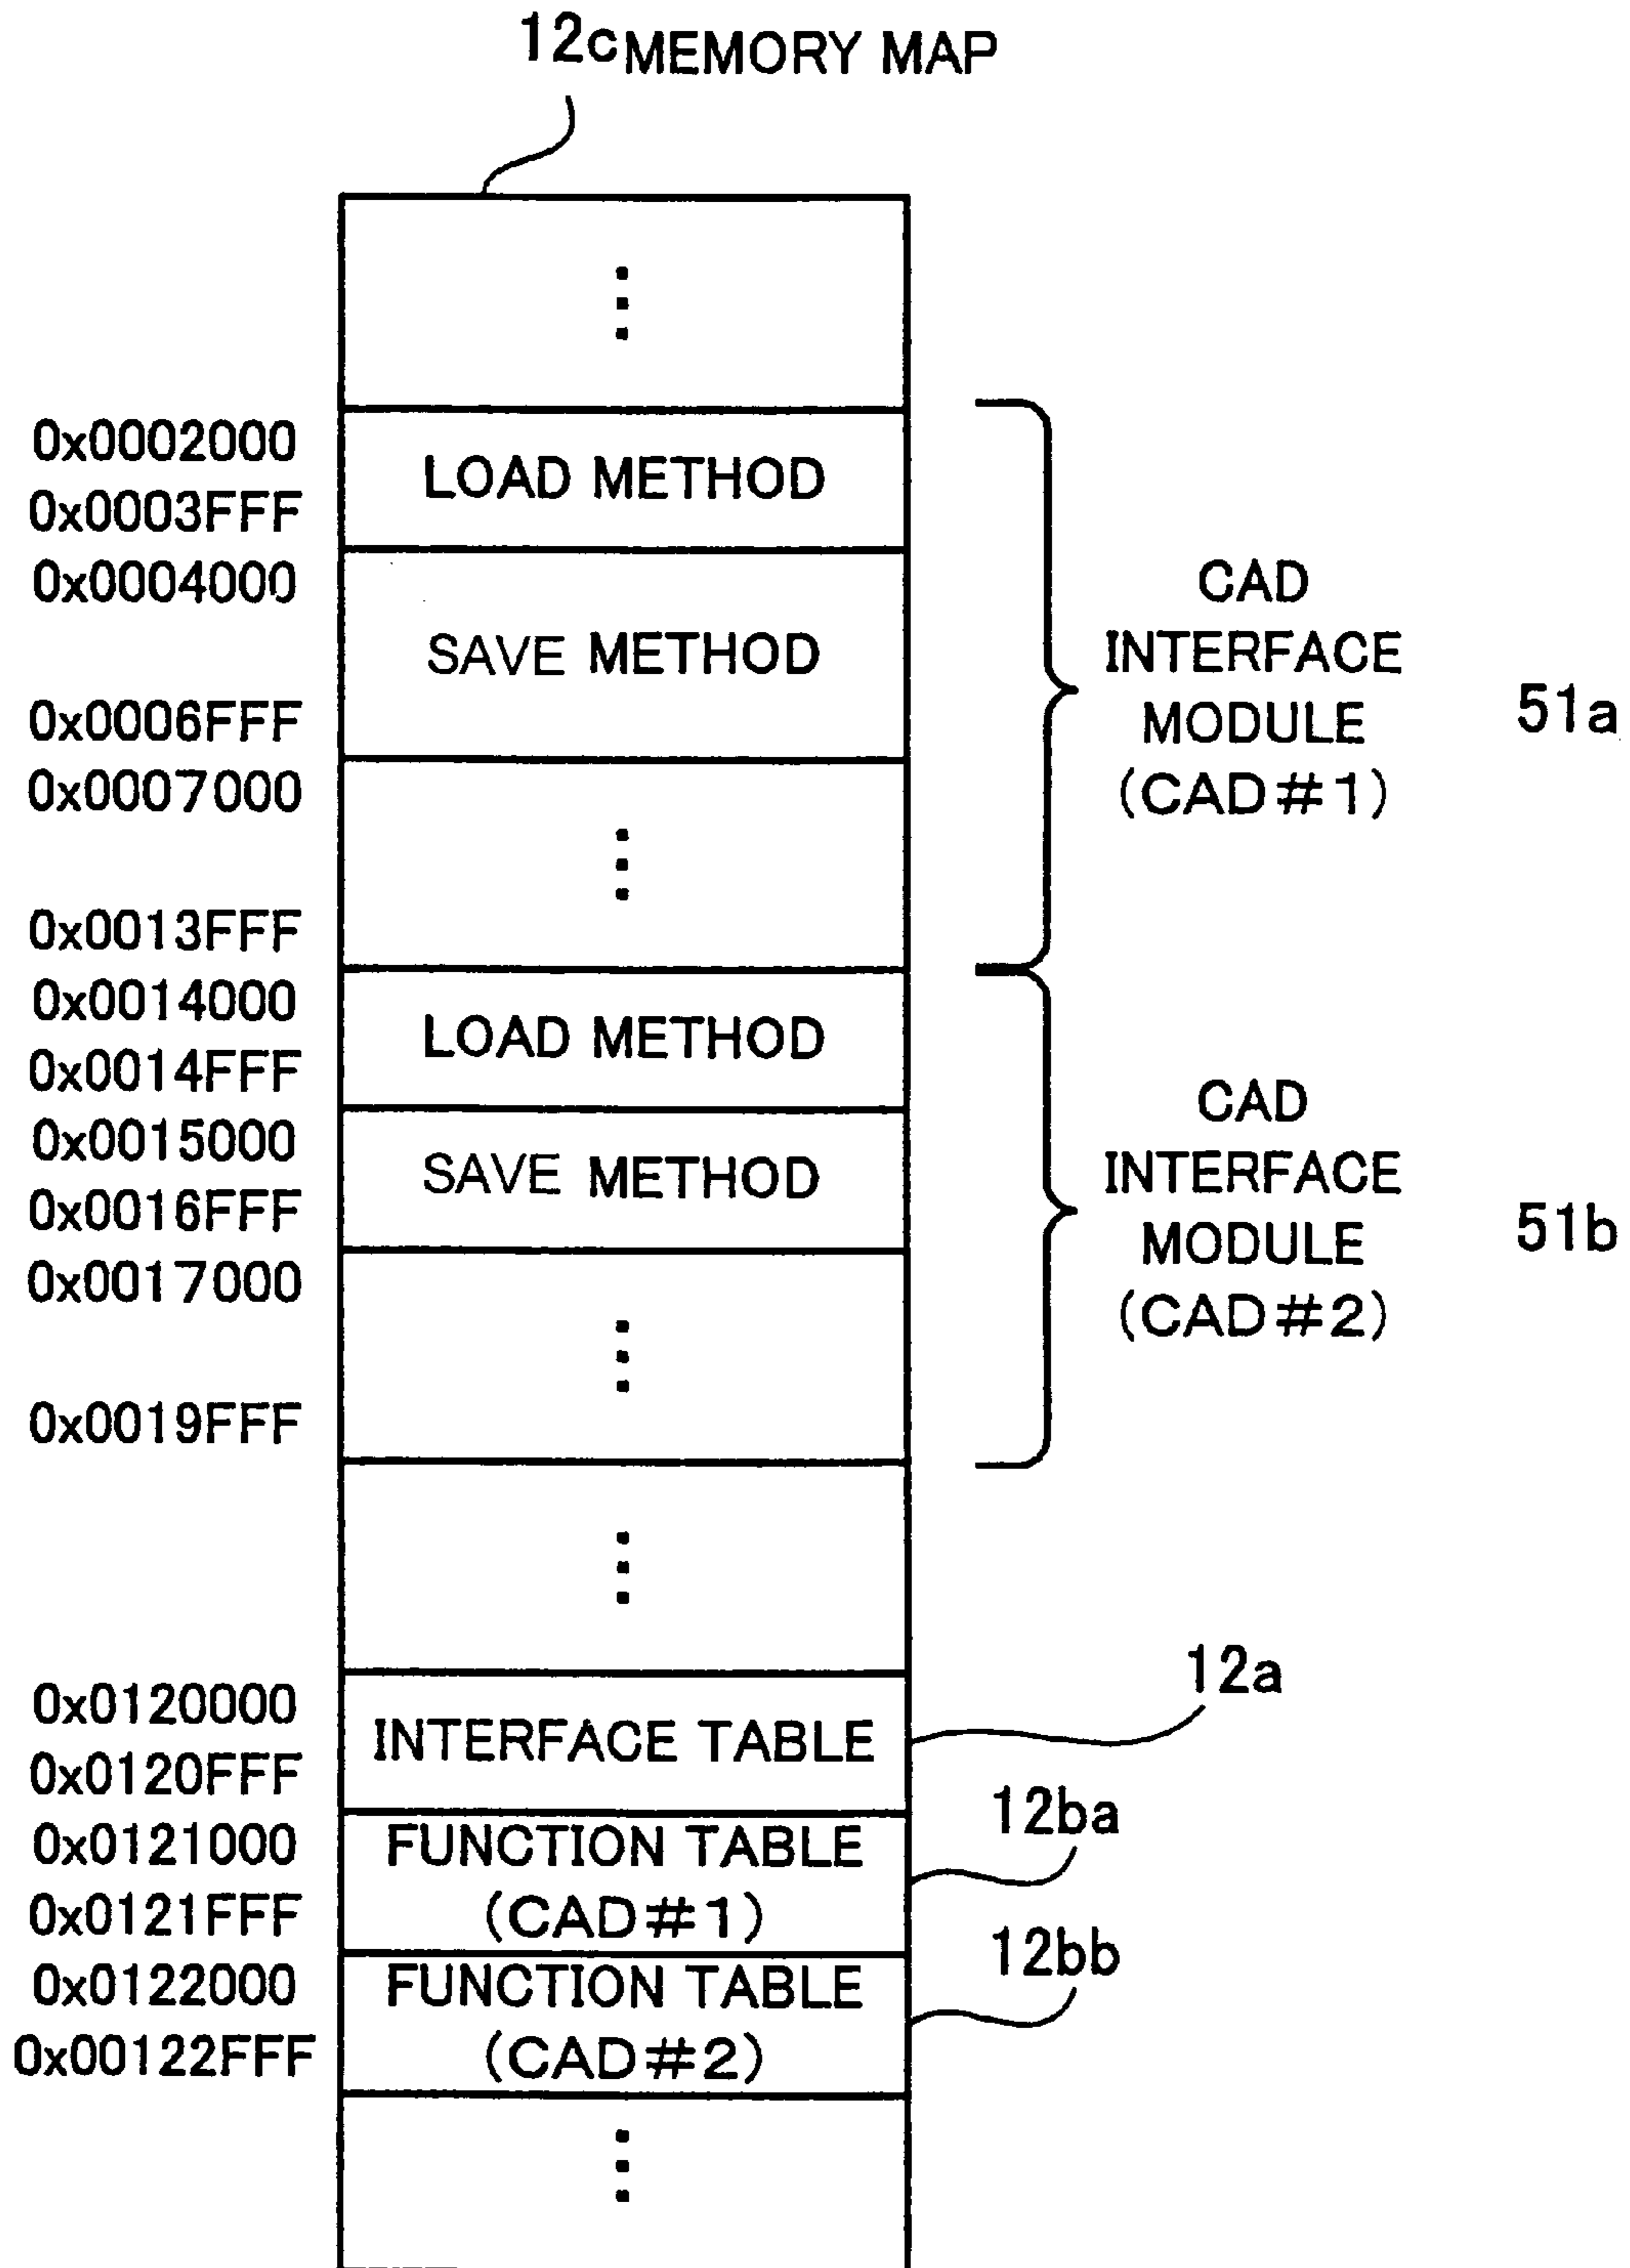 12c MEMORY MAP
⋮
0x0002000
LOAD METHOD
0x0003FFF
0x0004000
SAVE METHOD
0x0006FFF
0x0007000
⋮
0x0013FFF
CAD
INTERFACE
MODULE
(CAD#1)
51a
0x0014000
LOAD METHOD
0x0014FFF
0x0015000
SAVE METHOD
0x0016FFF
0x0017000
⋮
0x0019FFF
CAD
INTERFACE
MODULE
(CAD#2)
51b
⋮
0x0120000
INTERFACE TABLE
0x0120FFF
12a
0x0121000
FUNCTION TABLE
(CAD#1)
0x0121FFF
12ba
0x0122000
FUNCTION TABLE
(CAD#2)
0x00122FFF
12bb
⋮